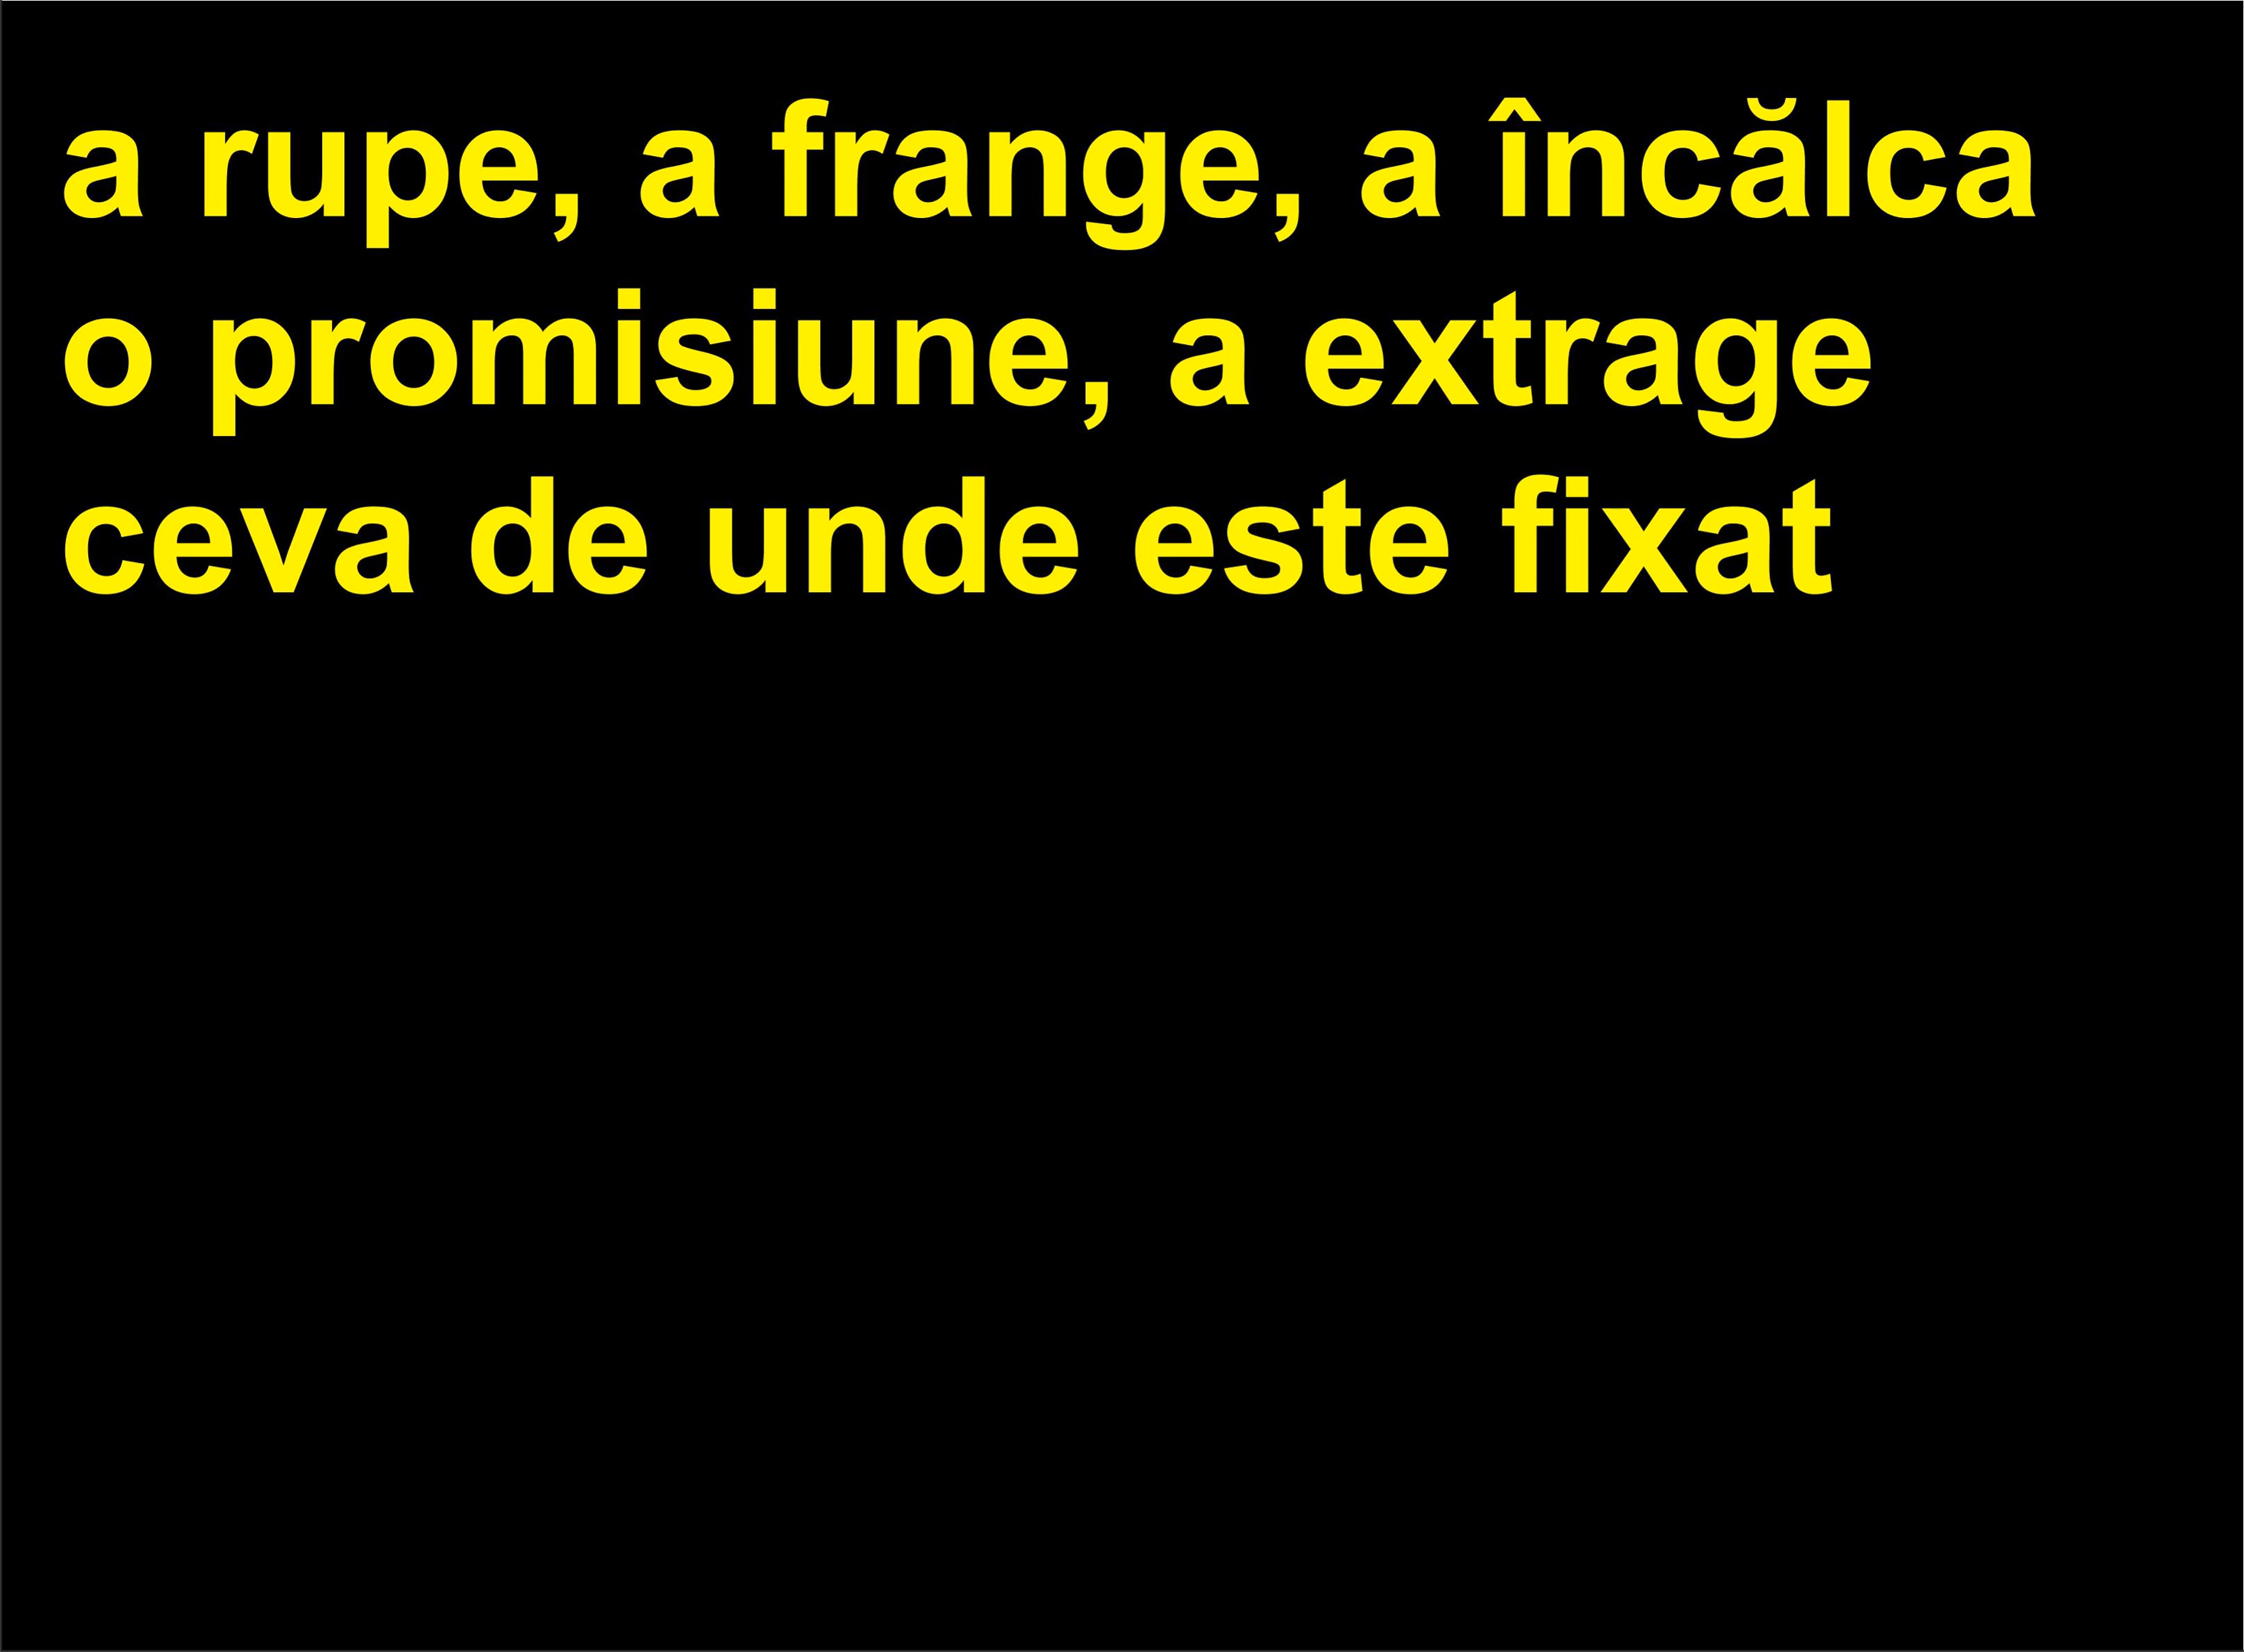 a rupe, a frange, a încălca
o promisiune, a extrage
ceva de unde este fixat